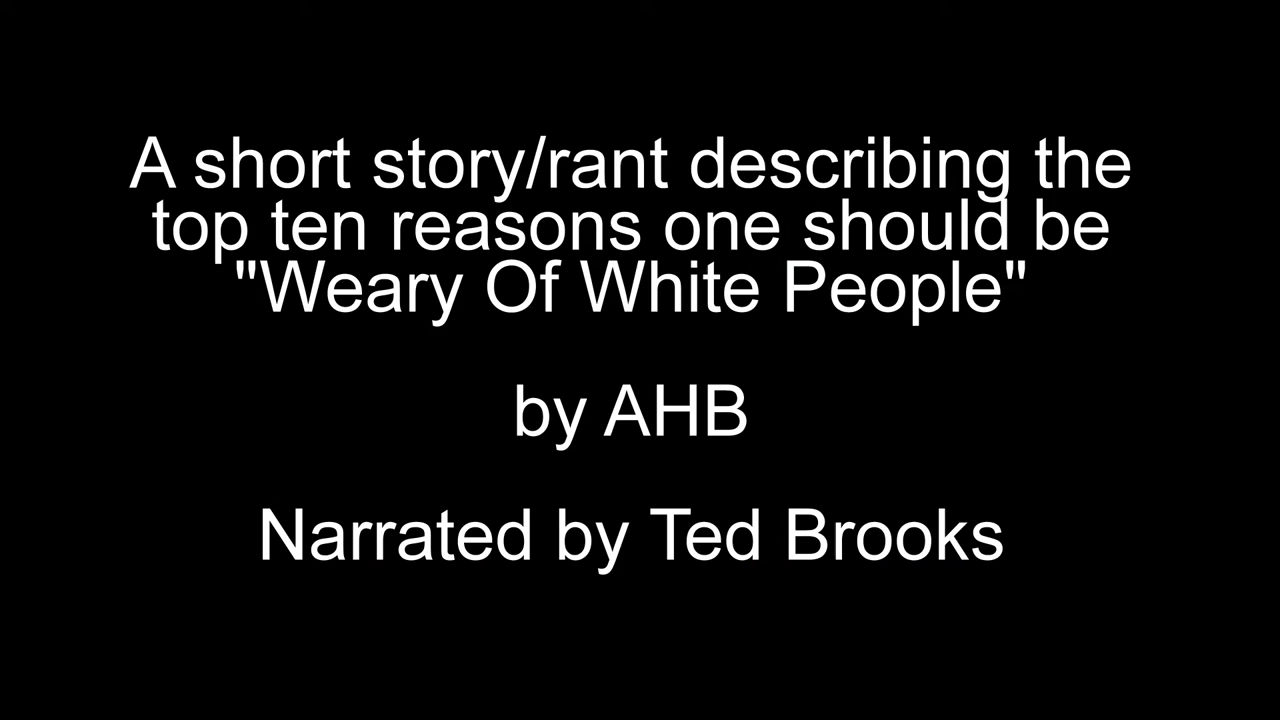 A short story/rant describing the
top ten reasons one should be
"Weary Of White People"
by AHB
Narrated by Ted Brooks